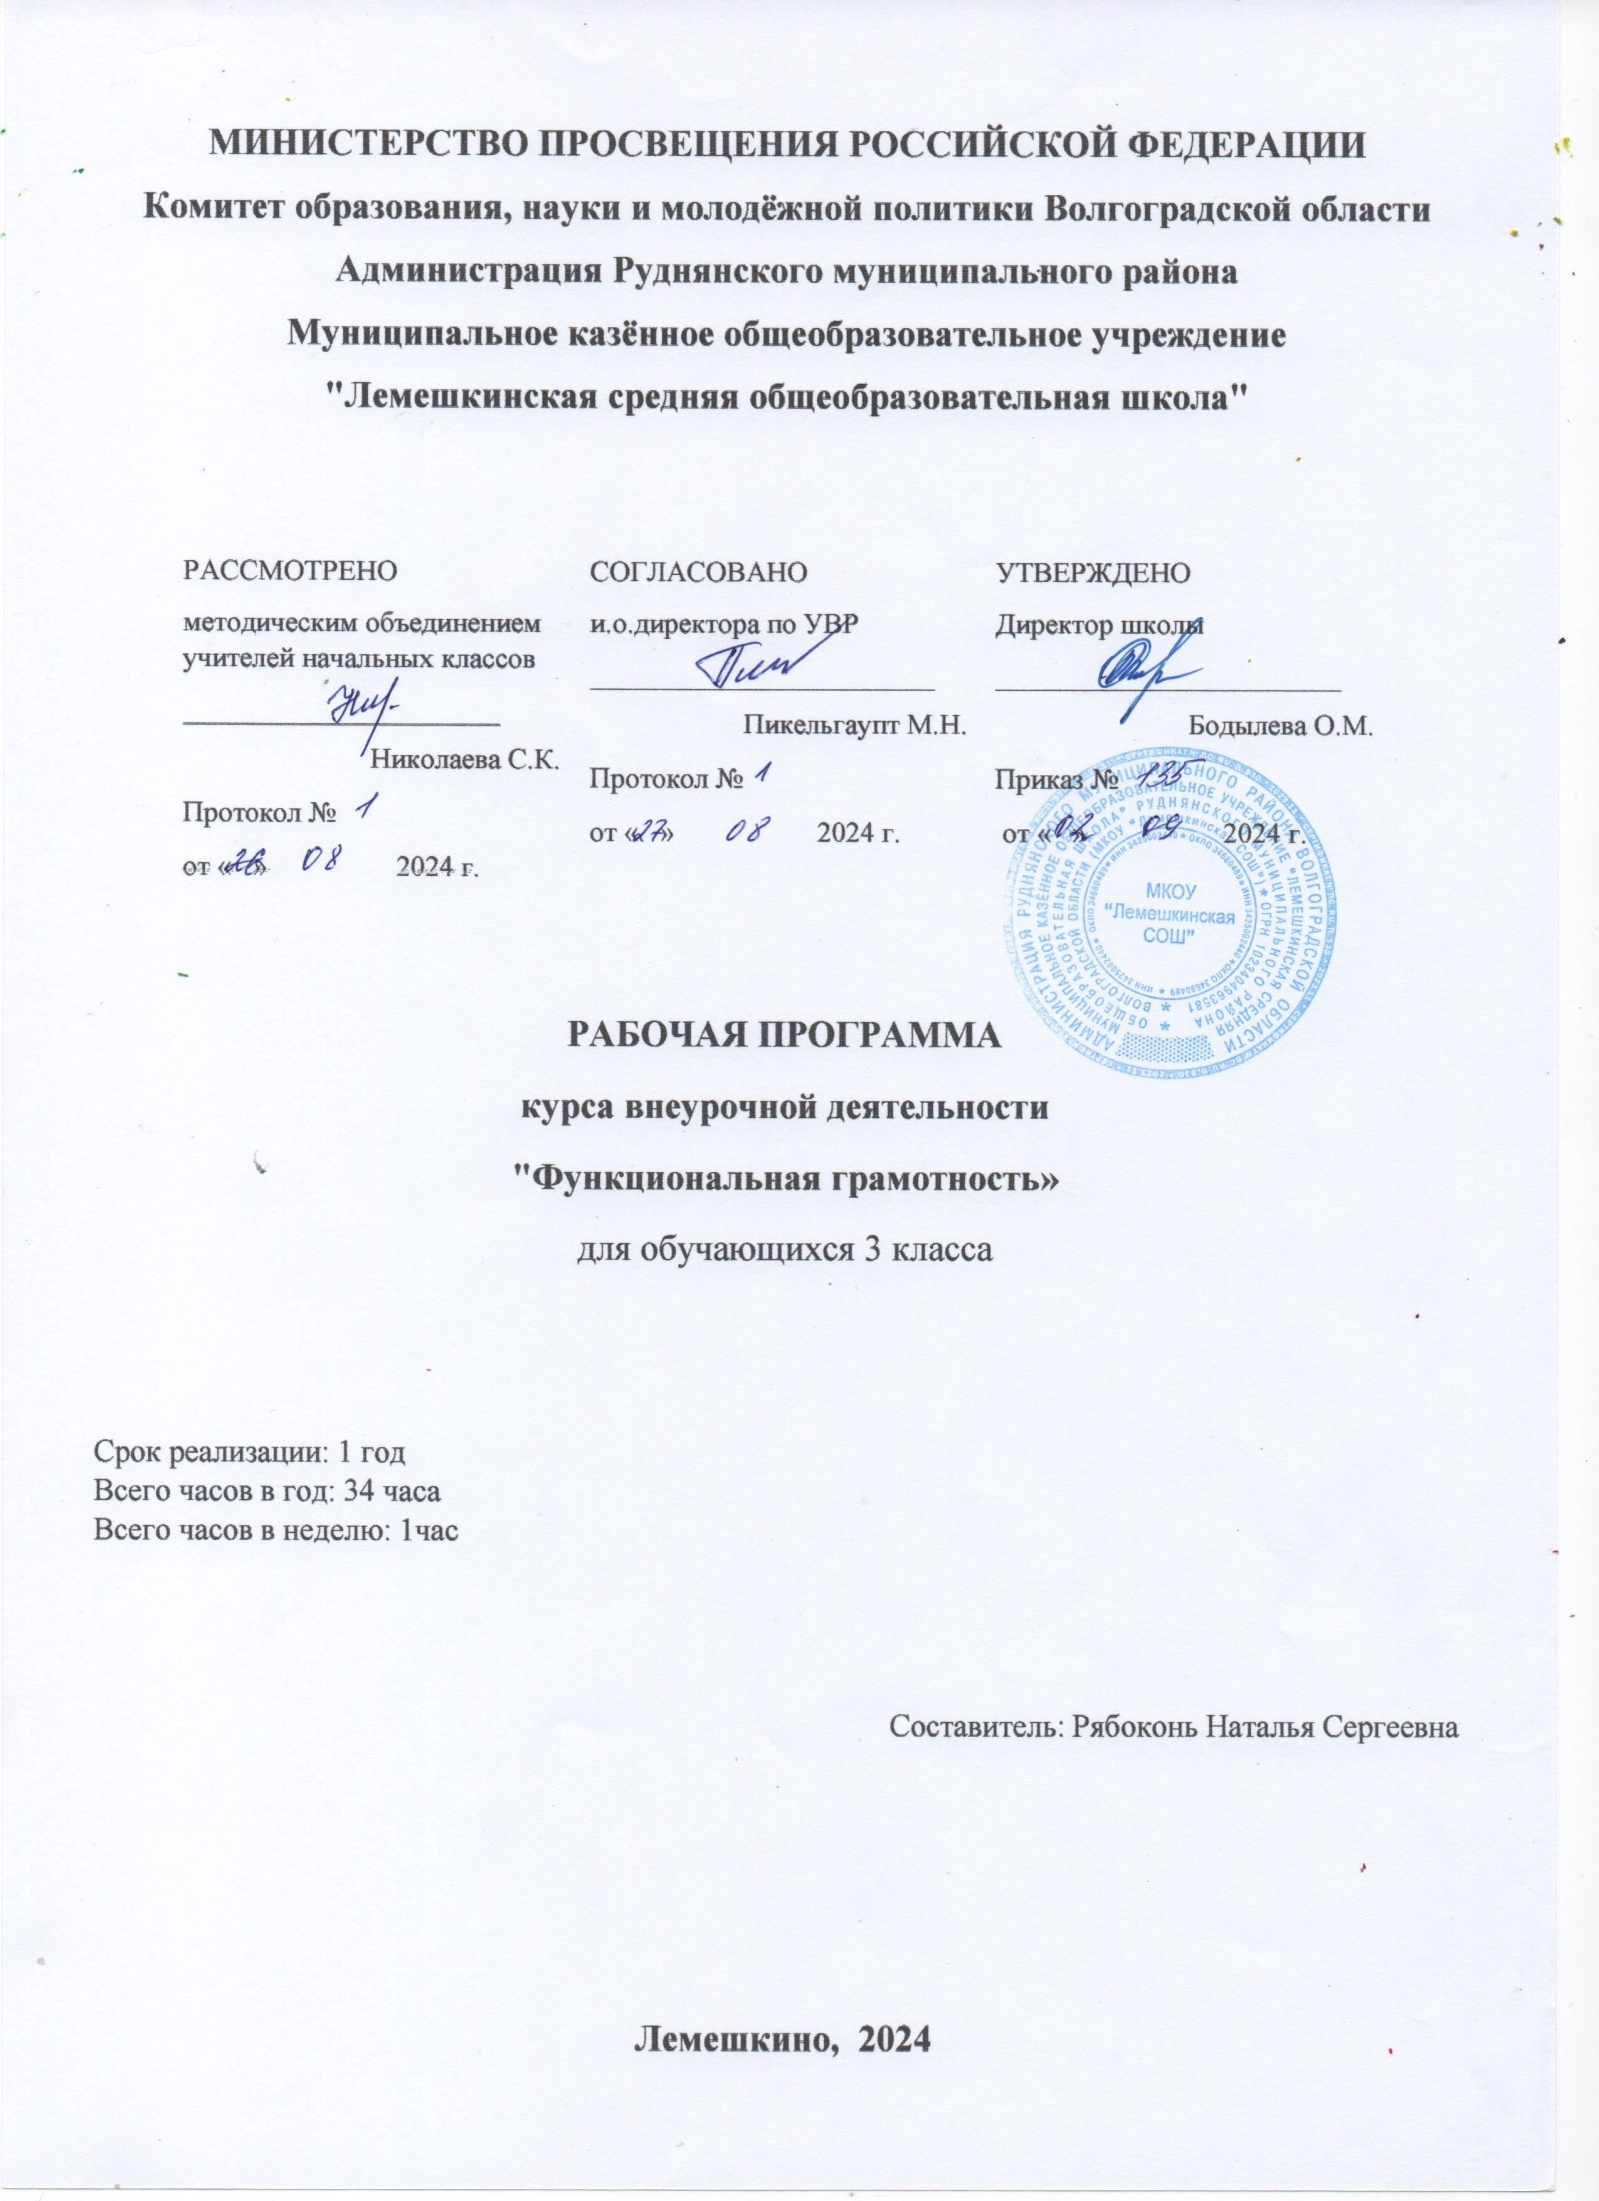 МИНИСТЕРСТВО ПРОСВЕЩЕНИЯ РОССИЙСКОЙ ФЕДЕРАЦИИ
Комитет образования, науки и молодёжной политики Волгоградской области
Администрация Руднянского муниципального района
Муниципальное казённое общеобразовательное учреждение
"Лемешкинская средняя общеобразовательная школа"
РАССМОТРЕНО
методическим объединением
учителей начальных классов
Николаева С.К.
Протокол № 1
от «26» 08 2024 г.
СОГЛАСОВАНО
и.о.директора по УВР
Пикельгаупт М.Н.
Протокол № 1
от «27» 08 2024 г.
УТВЕРЖДЕНО
Директор школы
Бодылева О.М.
Приказ № 135
от «02» 09 2024 г.
МКОУ
"Лемешкинская
СОШ"
РАБОЧАЯ ПРОГРАММА
курса внеурочной деятельности
"Функциональная грамотность»
для обучающихся 3 класса
Срок реализации: 1 год
Всего часов в год: 34 часа
Всего часов в неделю: 1час
Составитель: Рябоконь Наталья Сергеевна
Лемешкино, 2024